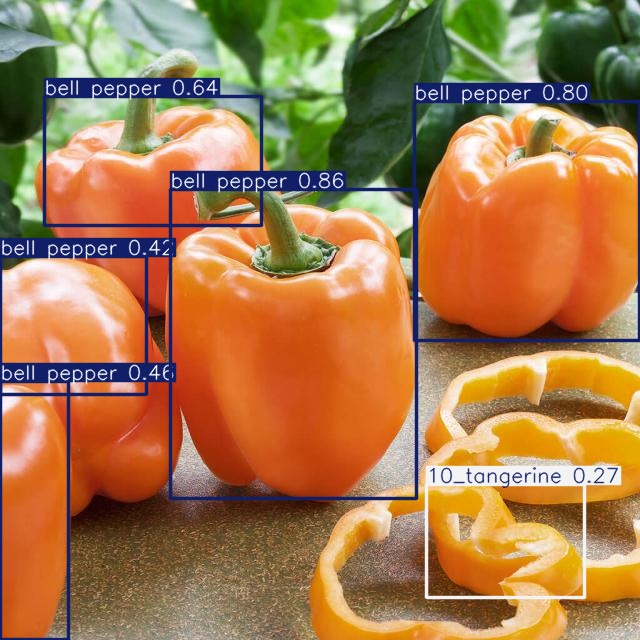 bell pepper 0.64
bell pepper 0.80
bell pepper 0.86
bell pepper 0.42
bell pepper 0.46
10_tangerine 0.27